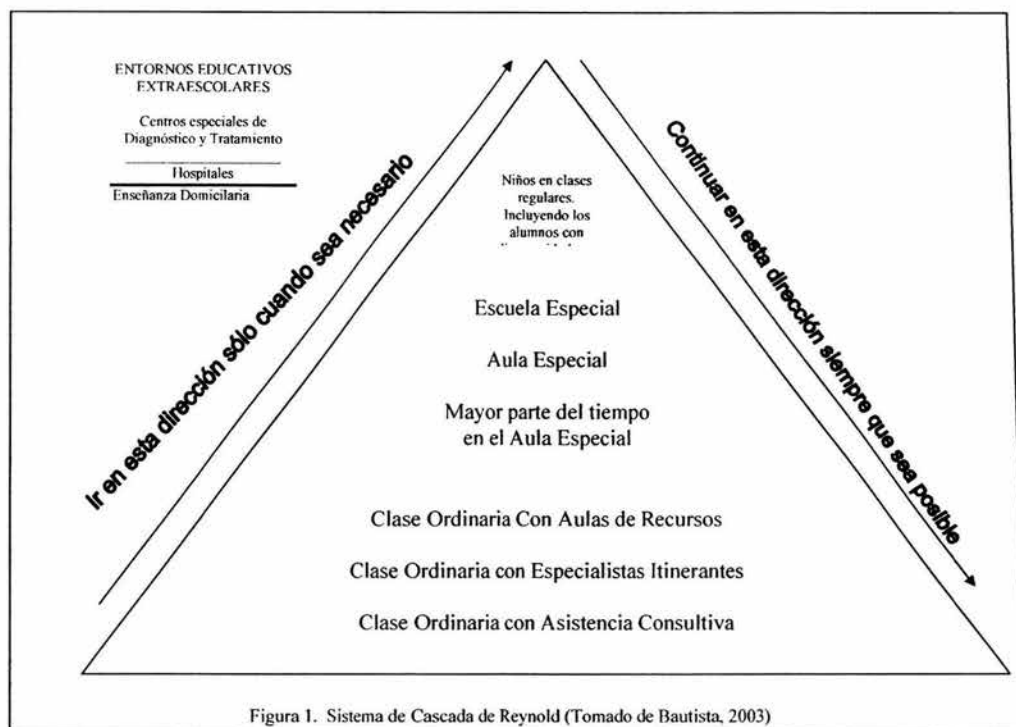 ENTORNOS EDUCATIVOS
EXTRAESCOLARES
Centros especiales de
Diagnóstico y Tratamiento
Hospitales
Enseñanza Domicilaria
Ir en esta dirección sólo cuando sea necesario
Continuar en esta dirección siempre que sea posible
Niños en clases
regulares.
Incluyendo los
alumnos con
Escuela Especial
Aula Especial
Mayor parte del tiempo
en el Aula Especial
Clase Ordinaria Con Aulas de Recursos
Clase Ordinaria con Especialistas Itinerantes
Clase Ordinaria con Asistencia Consultiva
Figura 1. Sistema de Cascada de Reynold (Tomado de Bautista, 2003)